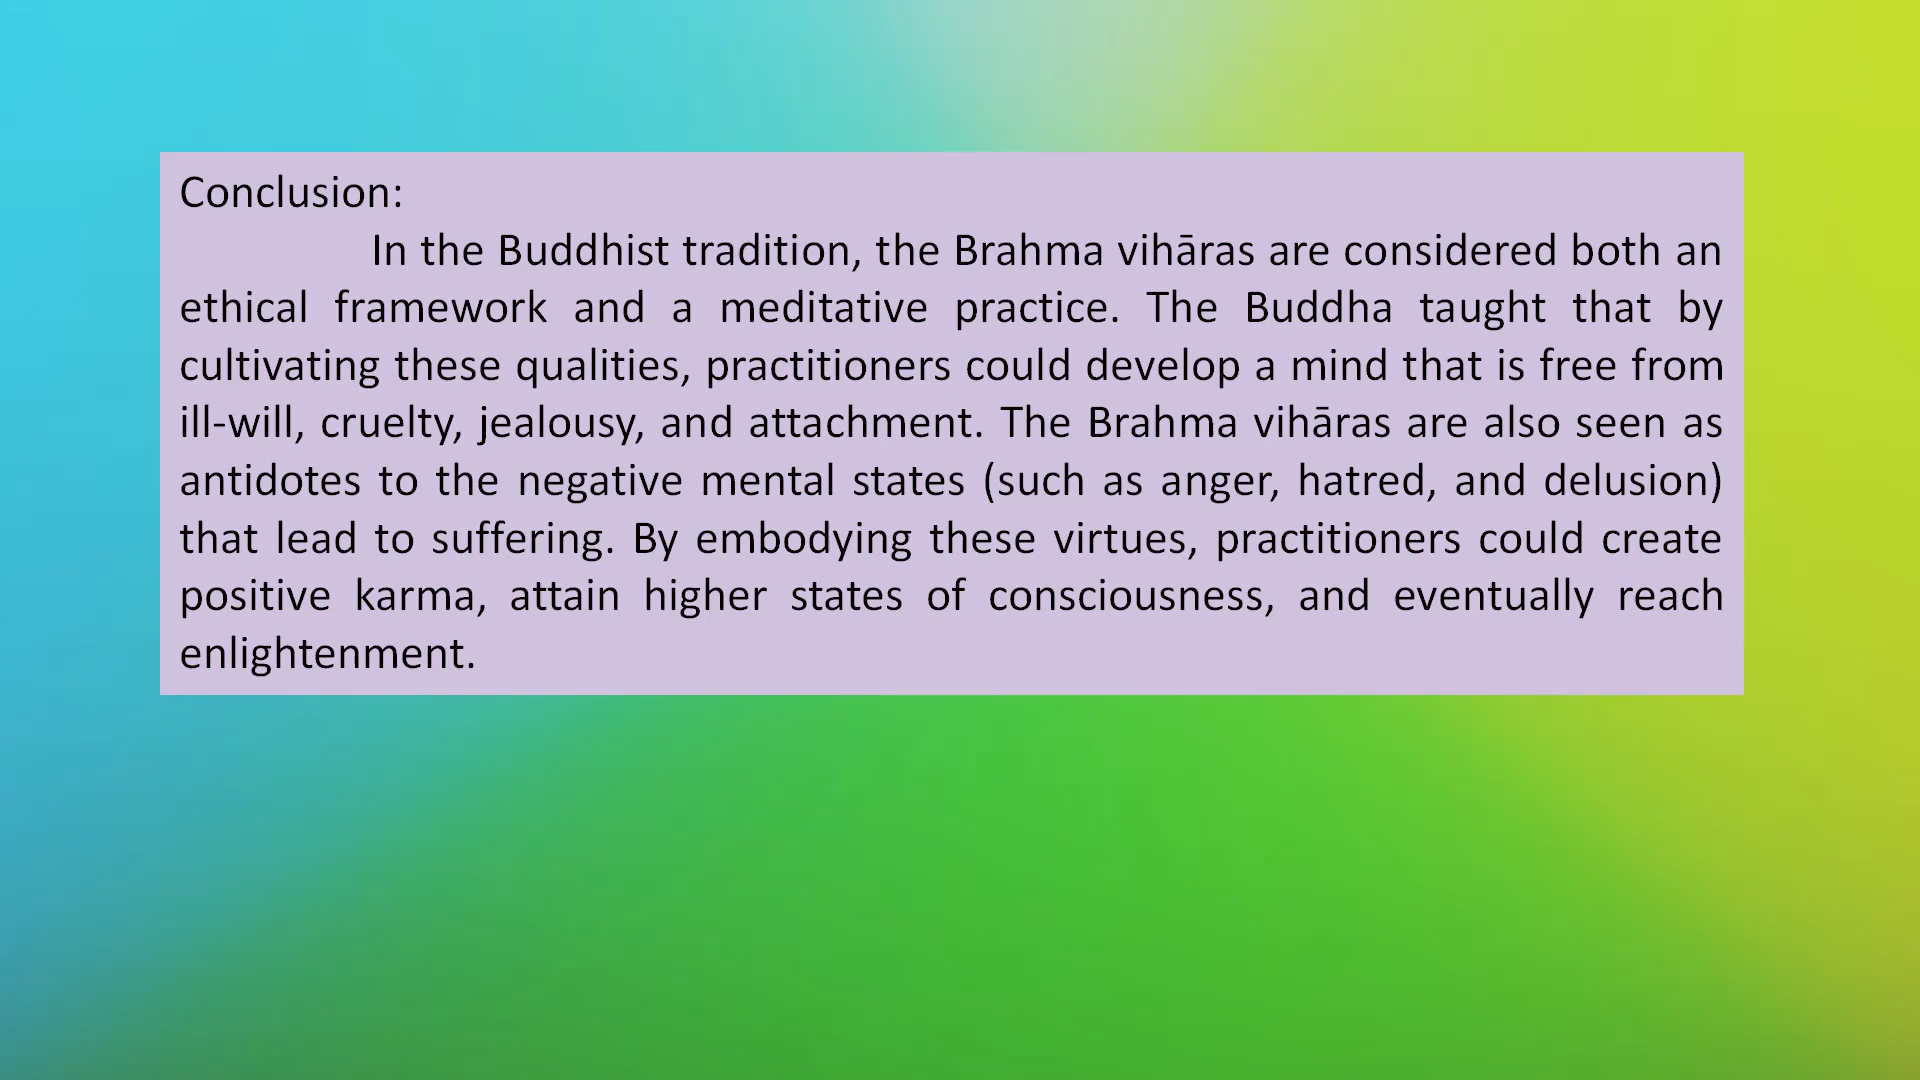 Conclusion:
In the Buddhist tradition, the Brahma vihāras are considered both an
ethical framework and a meditative practice. The Buddha taught that by
cultivating these qualities, practitioners could develop a mind that is free from
ill-will, cruelty, jealousy, and attachment. The Brahma vihāras are also seen as
antidotes to the negative mental states (such as anger, hatred, and delusion)
that lead to suffering. By embodying these virtues, practitioners could create
positive karma, attain higher states of consciousness, and eventually reach
enlightenment.